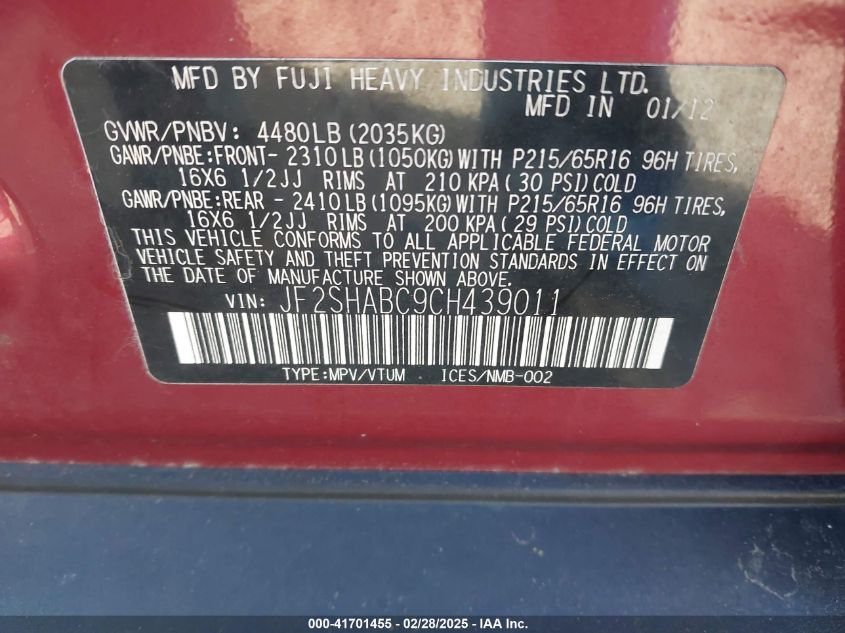 MFD BY FUJI HEAVY INDUSTRIES LTD.
MFD IN 01/12
GVWR/PNBV: 4480LB(2035KG)
GAWR/PNBE:FRONT- 2310LB(1050KG)WITH P215/65R16 96H TIRES,
16X6 1/2JJ RIMS AT 210 KPA(30 PSI)COLD
GAWR/PNBE:REAR - 2410LB(1095KG)WITH P215/65R16 96H TIRES,
16X6 1/2JJ RIMS AT 200 KPA(29 PSI)COLD
THIS VEHICLE CONFORMS TO ALL APPLICABLE FEDERAL MOTOR
VEHICLE SAFETY AND THEFT PREVENTION STANDARDS IN EFFECT ON
THE DATE OF MANUFACTURE SHOWN ABOVE.
VIN: JF2SHABC9CH439011
TYPE:MPV/VTUM ICES/NMB-002
000-41701455 - 02/28/2025 - IAA Inc.